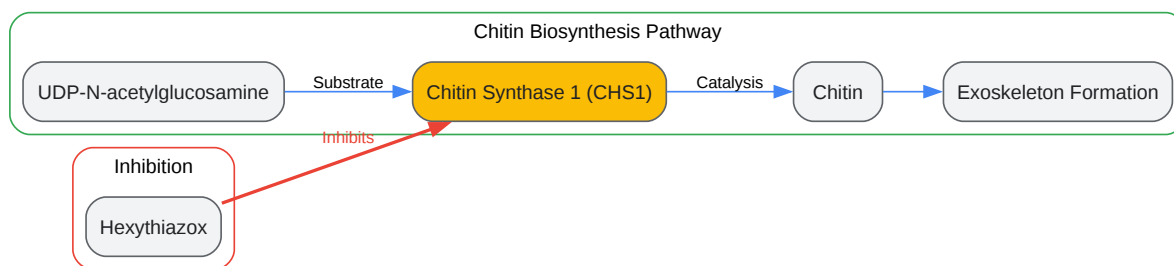 Chitin Biosynthesis Pathway
UDP-N-acetylglucosamine
Substrate
Chitin Synthase 1 (CHS1)
Catalysis
Chitin
Exoskeleton Formation
Inhibits
Inhibition
Hexythiazox